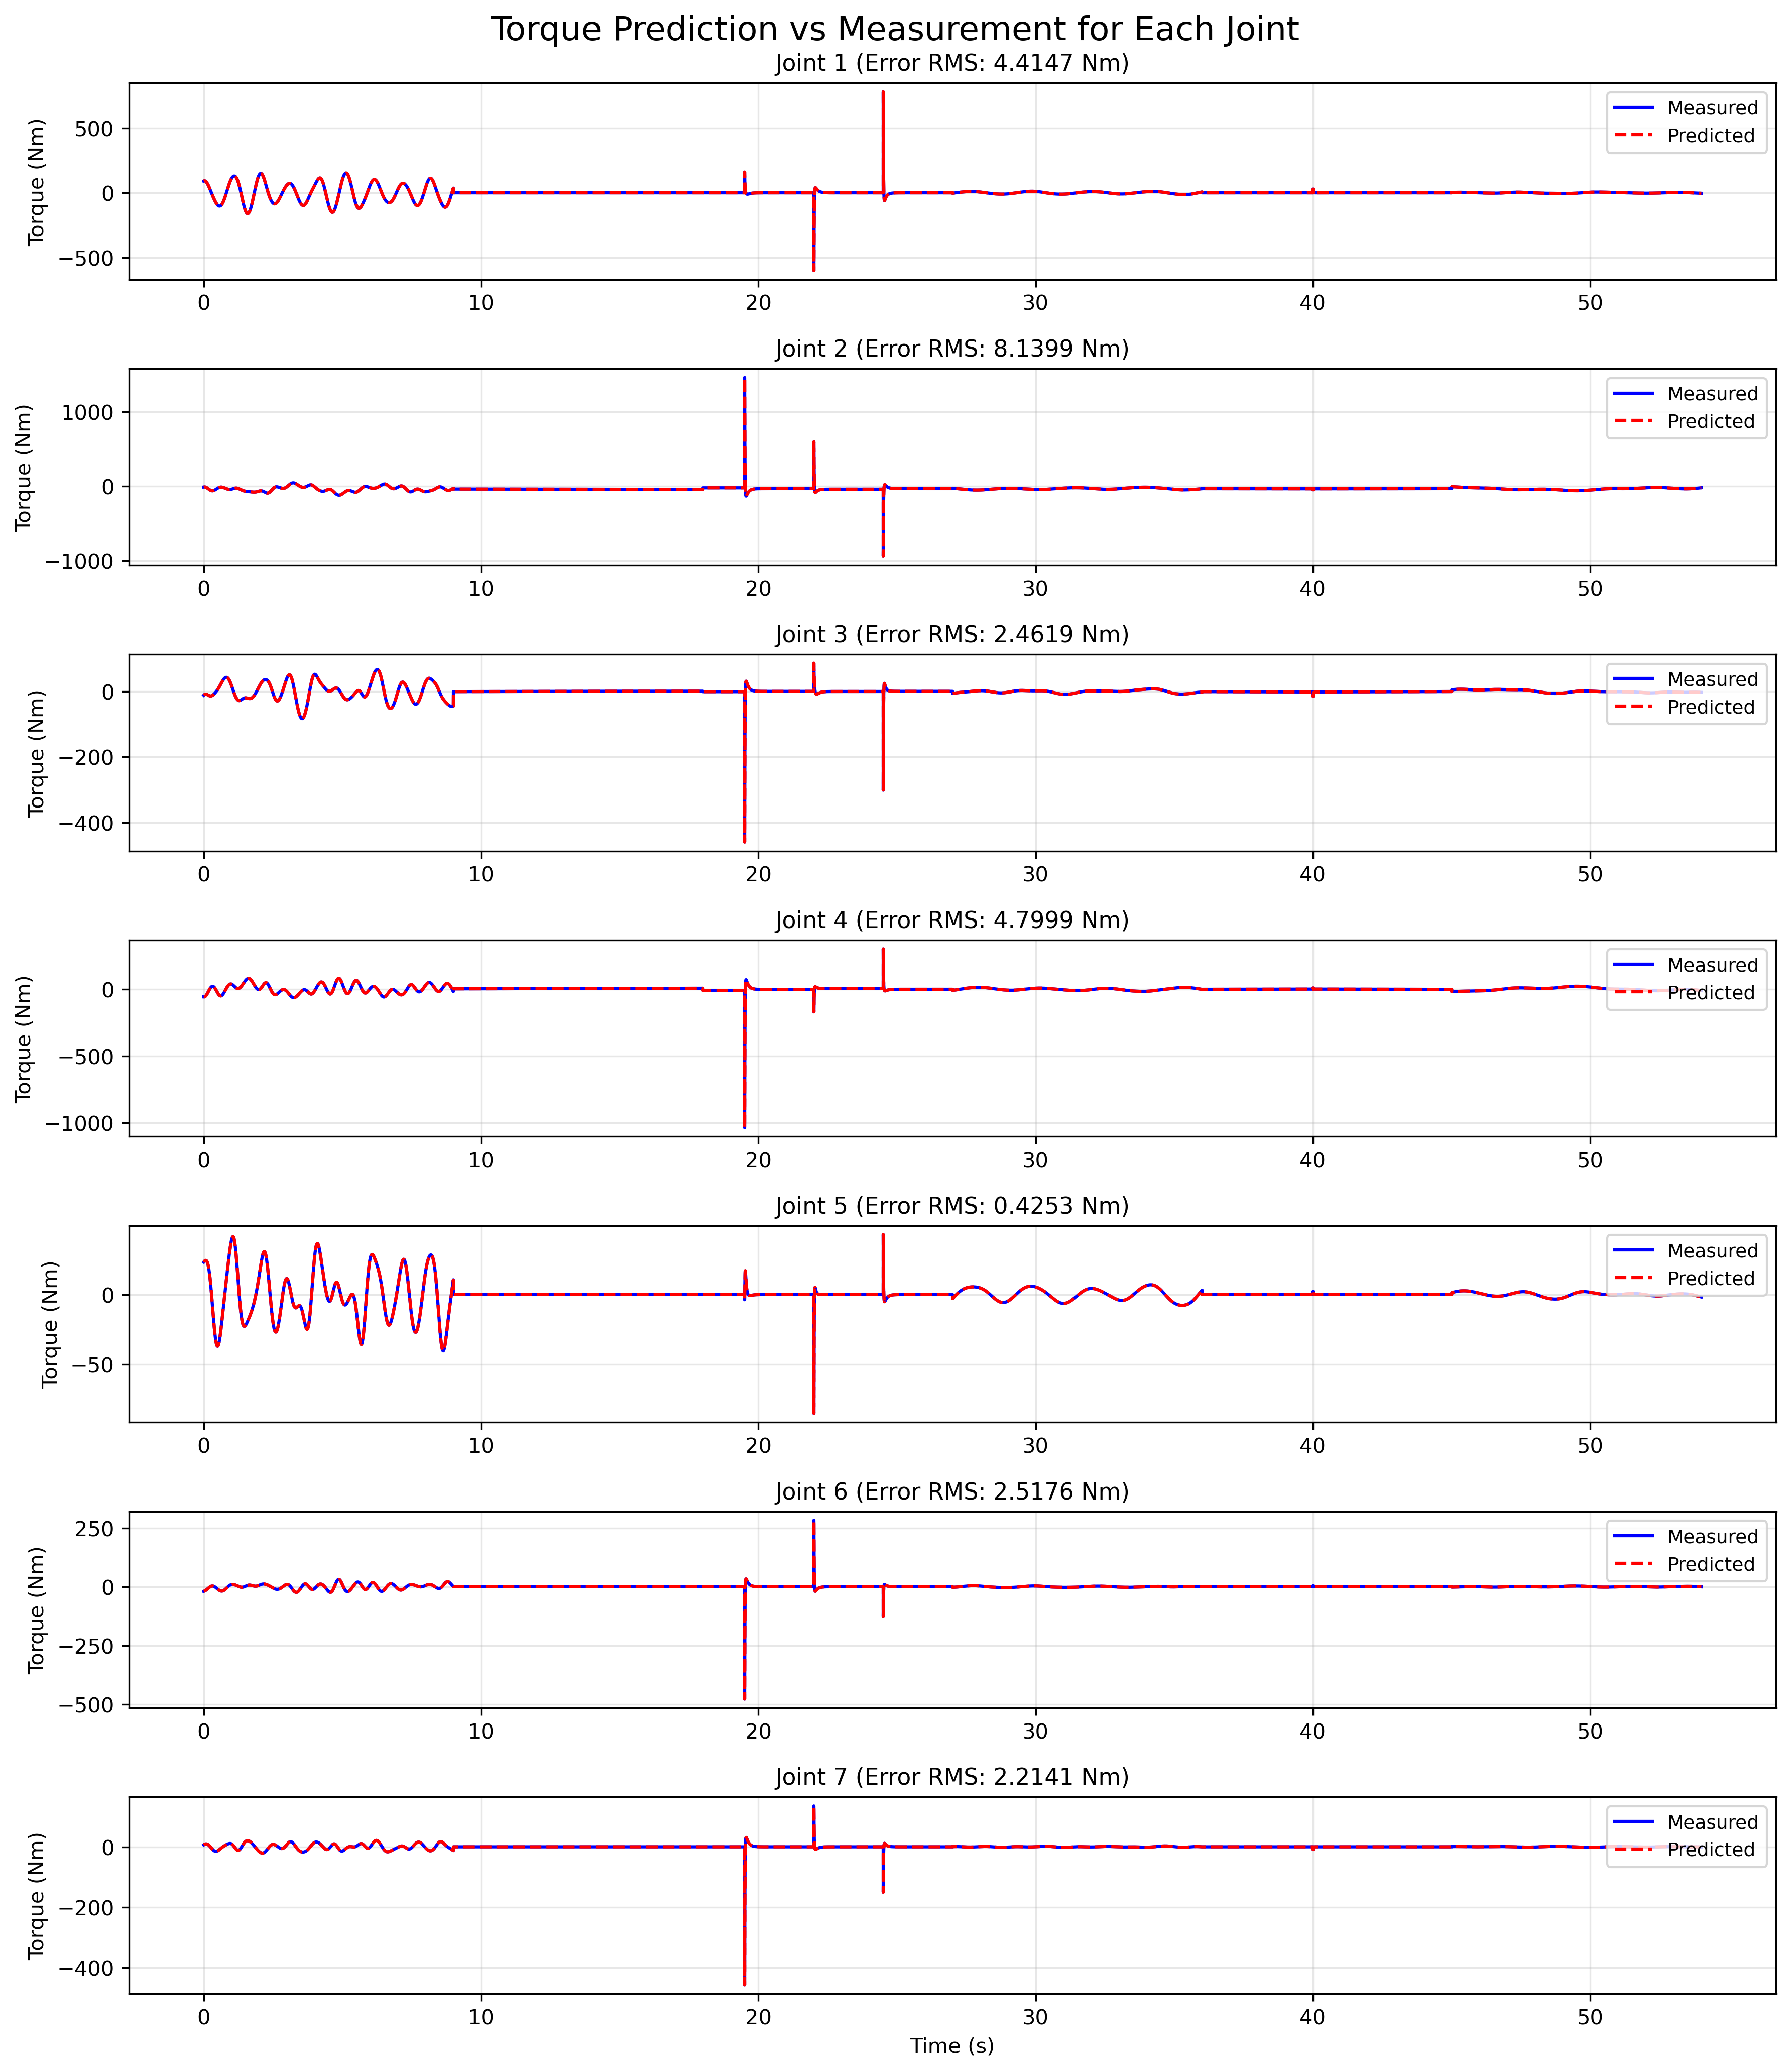 Torque Prediction vs Measurement for Each Joint
Joint 1 (Error RMS: 4.4147 Nm)
Torque (Nm)
500
0
−500
Measured
Predicted
0 10 20 30 40 50
Joint 2 (Error RMS: 8.1399 Nm)
Torque (Nm)
1000
0
−1000
Measured
Predicted
0 10 20 30 40 50
Joint 3 (Error RMS: 2.4619 Nm)
Torque (Nm)
0
−200
−400
Measured
Predicted
0 10 20 30 40 50
Joint 4 (Error RMS: 4.7999 Nm)
Torque (Nm)
0
−500
−1000
Measured
Predicted
0 10 20 30 40 50
Joint 5 (Error RMS: 0.4253 Nm)
Torque (Nm)
0
−50
Measured
Predicted
0 10 20 30 40 50
Joint 6 (Error RMS: 2.5176 Nm)
Torque (Nm)
250
0
−250
−500
Measured
Predicted
0 10 20 30 40 50
Joint 7 (Error RMS: 2.2141 Nm)
Torque (Nm)
0
−200
−400
Measured
Predicted
0 10 20 30 40 50
Time (s)